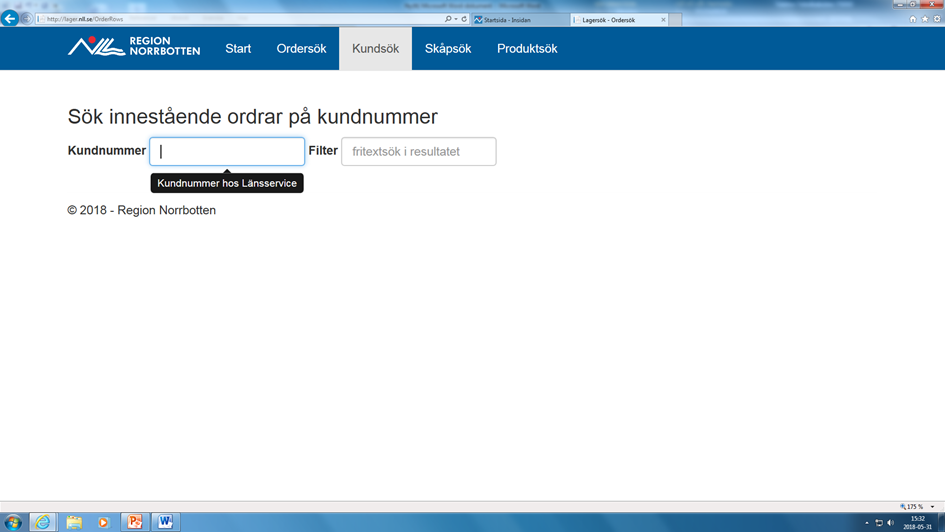 http://lager.nll.se/OrderRows
Startsida - Insidan
Lagersök - Ordersök
REGION
NORRBOTTEN
Start
Ordersök
Kundsök
Skåpsök
Produktsök
Sök innestående ordrar på kundnummer
Kundnummer
Filter
fritextsök i resultatet
Kundnummer hos Länsservice
© 2018 - Region Norrbotten
175 %
15:32
2018-05-31